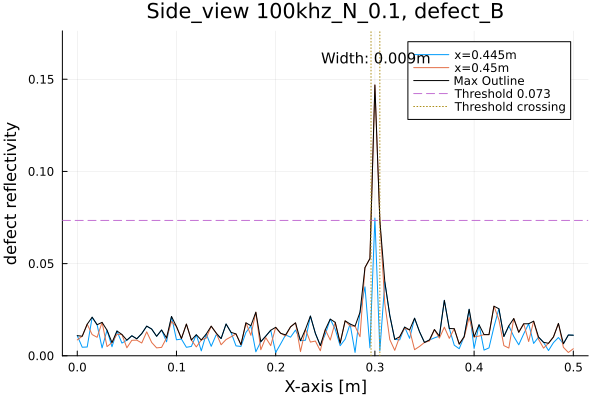 Side_view 100khz_N_0.1, defect_B
Width: 0.009m
x=0.445m
x=0.45m
Max Outline
Threshold 0.073
Threshold crossing
defect reflectivity
0.15
0.10
0.05
0.00
0.0 0.1 0.2 0.3 0.4 0.5
X-axis [m]